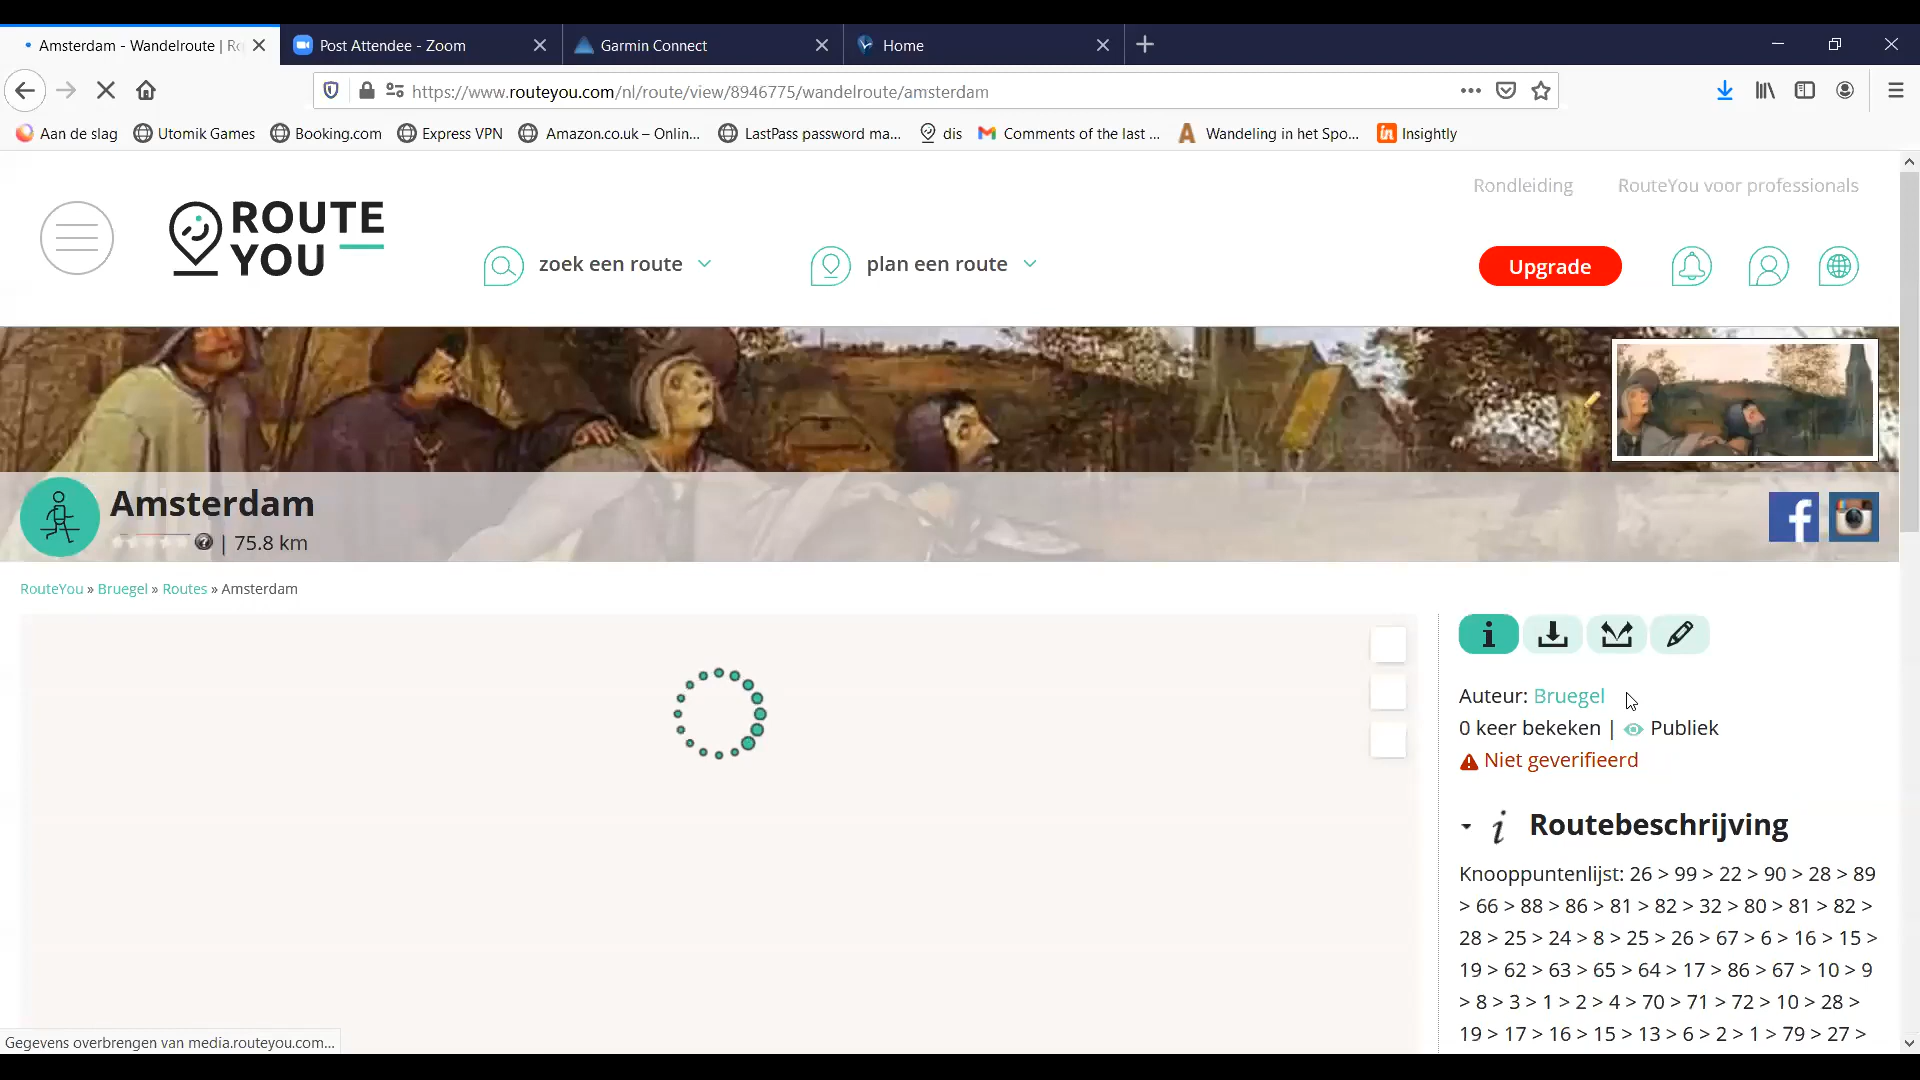 Amsterdam - Wandelroute | Ro
Post Attendee - Zoom
Garmin Connect
Home
https://www.routeyou.com/nl/route/view/8946775/wandelroute/amsterdam
Aan de slag
Utomik Games
Booking.com
Express VPN
Amazon.co.uk – Onlin...
LastPass password ma...
dis
Comments of the last ...
Wandeling in het Spo...
Insightly
Rondleiding
RouteYou voor professionals
ROUTE
YOU
zoek een route
plan een route
Upgrade
Amsterdam
| 75.8 km
RouteYou » Bruegel » Routes » Amsterdam
Auteur: Bruegel
0 keer bekeken | Publiek
Niet geverifieerd
Routebeschrijving
Knooppuntenlijst: 26 > 99 > 22 > 90 > 28 > 89
> 66 > 88 > 86 > 81 > 82 > 32 > 80 > 81 > 82 >
28 > 25 > 24 > 8 > 25 > 26 > 67 > 6 > 16 > 15 >
19 > 62 > 63 > 65 > 64 > 17 > 86 > 67 > 10 > 9
> 8 > 3 > 1 > 2 > 4 > 70 > 71 > 72 > 10 > 28 >
19 > 17 > 16 > 15 > 13 > 6 > 2 > 1 > 79 > 27 >
Gegevens overbrengen van media.routeyou.com...